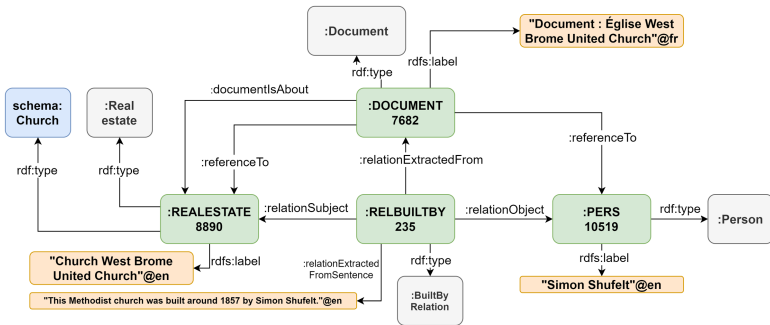 :Document
"Document : Église West
Brome United Church"@fr
rdfs:label
rdf:type
schema:
Church
:Real
estate
:documentIsAbout
:DOCUMENT
7682
:referenceTo
:referenceTo
:relationExtractedFrom
rdf:type
rdf:type
:REALESTATE
8890
:relationSubject
:RELBUILTBY
235
:relationObject
:PERS
10519
rdf:type
:Person
"Church West Brome
United Church"@en
rdfs:label
:relationExtracted
FromSentence
rdf:type
rdfs:label
:BuiltBy
Relation
"Simon Shufelt"@en
"This Methodist church was built around 1857 by Simon Shufelt."@en